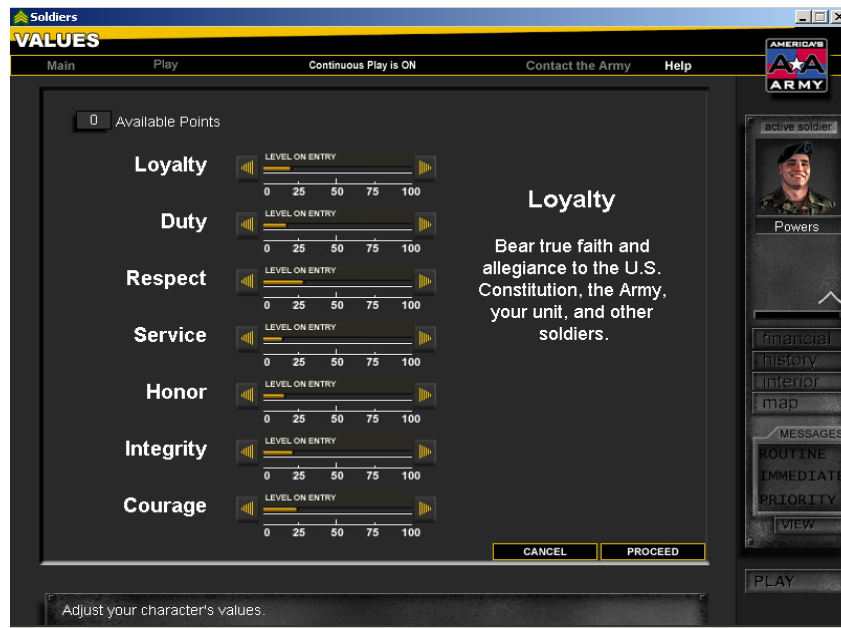 Soldiers
VALUES
AMERICA'S
ARMY
Main Play Continuous Play is ON Contact the Army Help
0 Available Points
Loyalty
LEVEL ON ENTRY
0 25 50 75 100
Duty
LEVEL ON ENTRY
0 25 50 75 100
Respect
LEVEL ON ENTRY
0 25 50 75 100
Service
LEVEL ON ENTRY
0 25 50 75 100
Honor
LEVEL ON ENTRY
0 25 50 75 100
Integrity
LEVEL ON ENTRY
0 25 50 75 100
Courage
LEVEL ON ENTRY
0 25 50 75 100
Loyalty
Bear true faith and
allegiance to the U.S.
Constitution, the Army,
your unit, and other
soldiers.
CANCEL PROCEED
active soldier
Powers
financial
history
interior
map
MESSAGES
ROUTINE
IMMEDIATE
PRIORITY
VIEW
PLAY
Adjust your character's values.